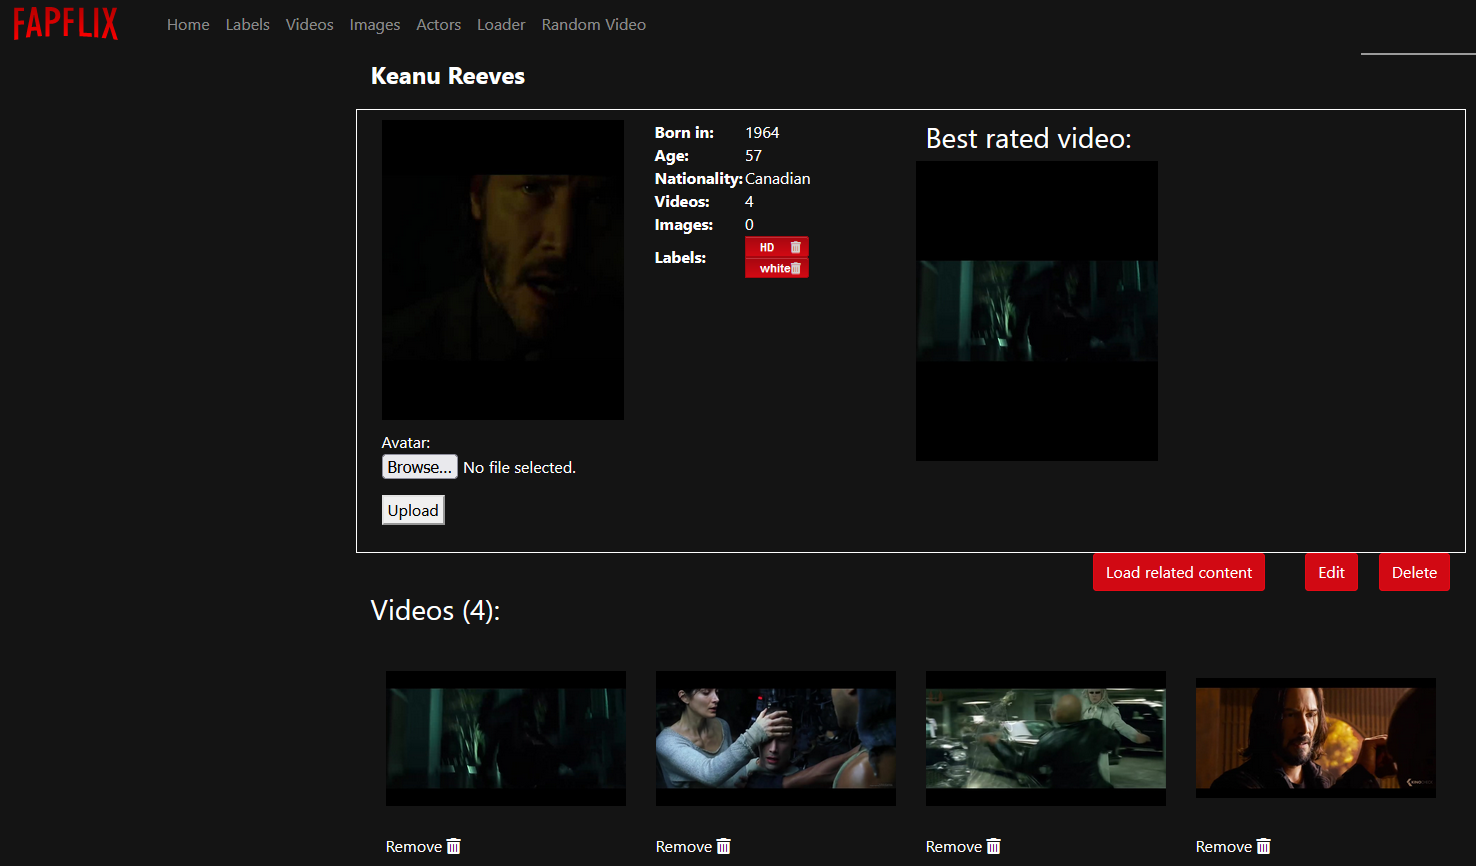 FAPFLIX Home Labels Videos Images Actors Loader Random Video
Keanu Reeves
Born in: 1964
Age: 57
Nationality: Canadian
Videos: 4
Images: 0
Labels: HD
white
Best rated video:
Avatar:
Browse... No file selected.
Upload
Load related content Edit Delete
Videos (4):
Remove Remove Remove Remove